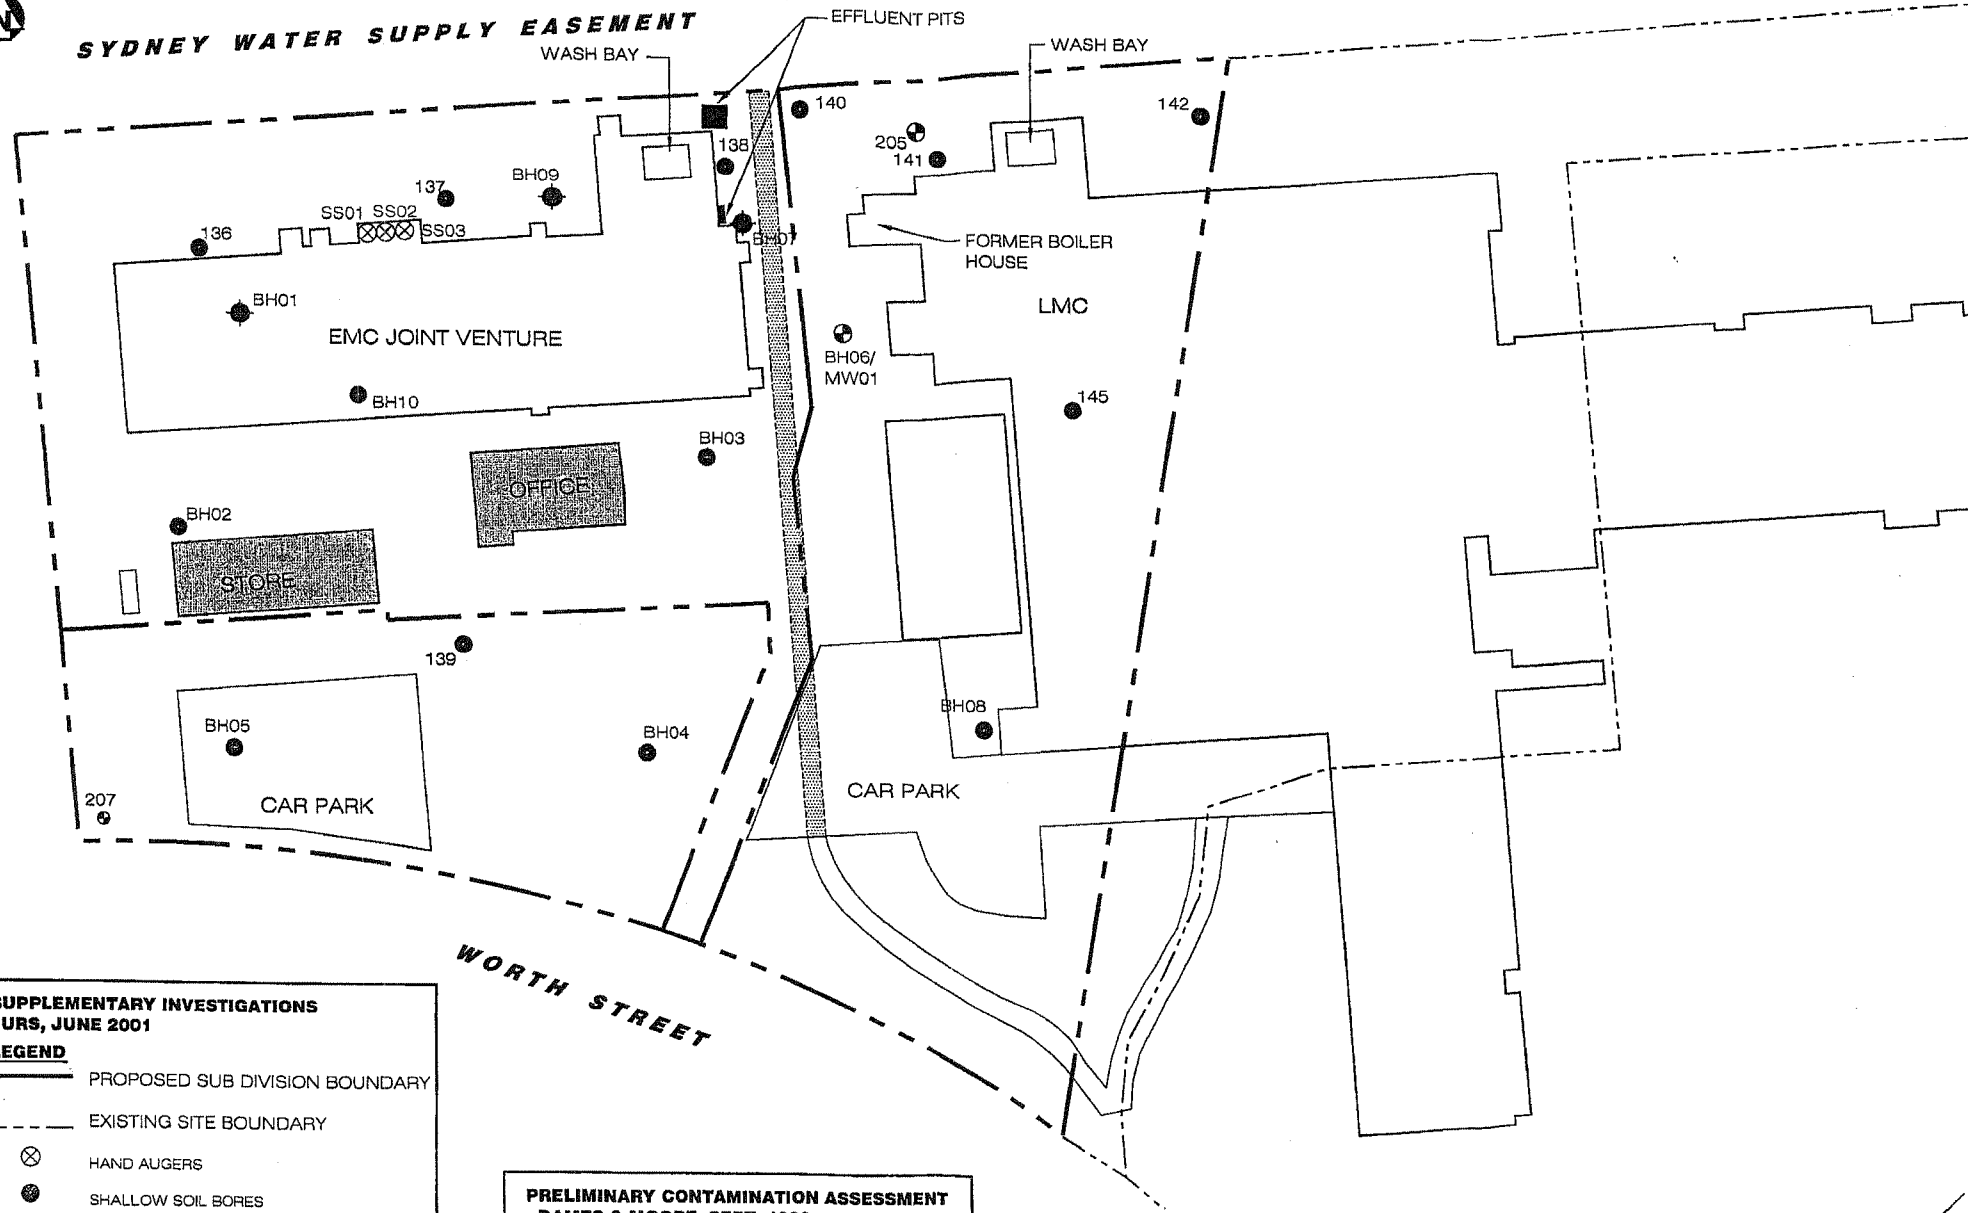 N
SYDNEY WATER SUPPLY EASEMENT
EFFLUENT PITS
WASH BAY
WASH BAY
140
142
205
141
138
137
BH09
SS01 SS02
SS03
136
BH07
FORMER BOILER
HOUSE
BH01
LMC
EMC JOINT VENTURE
BH06/
MW01
BH10
145
BH03
OFFICE
BH02
STORE
139
BH08
BH05
BH04
207
CAR PARK
CAR PARK
WORTH STREET
SUPPLEMENTARY INVESTIGATIONS
URS, JUNE 2001
LEGEND
PROPOSED SUB DIVISION BOUNDARY
EXISTING SITE BOUNDARY
HAND AUGERS
SHALLOW SOIL BORES
PRELIMINARY CONTAMINATION ASSESSMENT